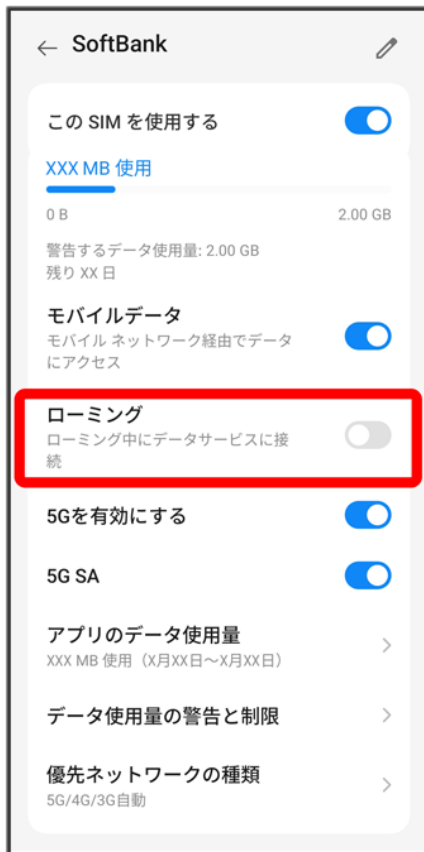 SoftBank
この SIM を使用する
XXX MB 使用
0 B 2.00 GB
警告するデータ使用量: 2.00 GB
残り XX 日
モバイルデータ
モバイル ネットワーク経由でデータ
にアクセス
ローミング
ローミング中にデータサービスに接
続
5Gを有効にする
5G SA
アプリのデータ使用量
XXX MB 使用（X月XX日～X月XX日）
データ使用量の警告と制限
優先ネットワークの種類
5G/4G/3G自動